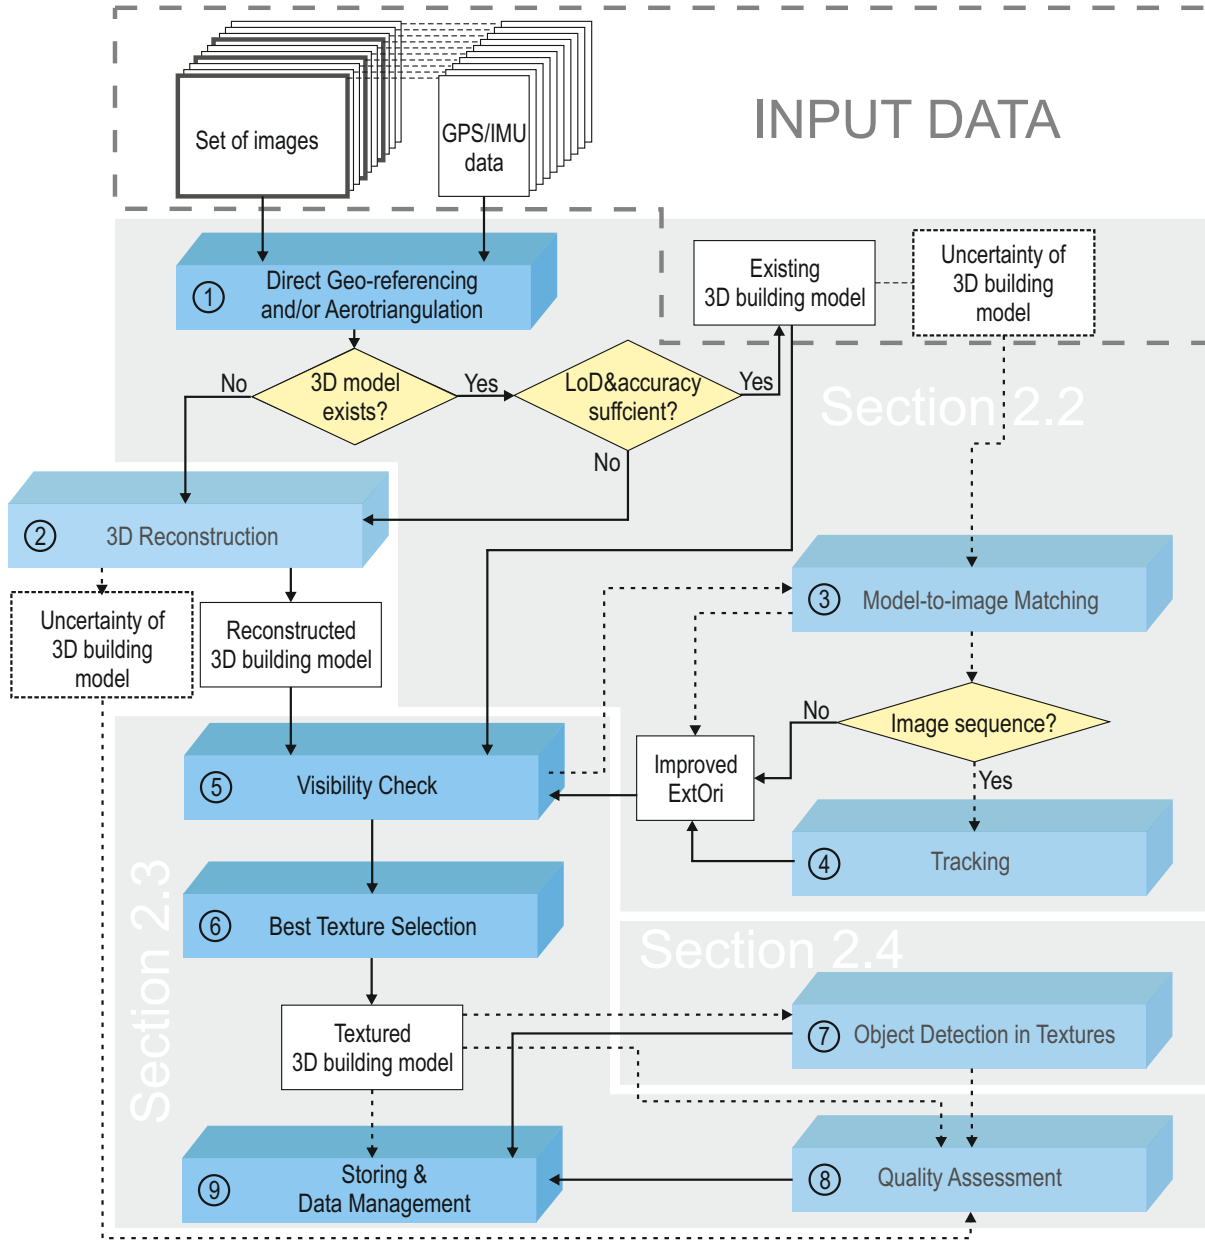 INPUT DATA
Set of images
GPS/IMU
data
1
Direct Geo-referencing
and/or Aerotriangulation
Existing
3D building model
Uncertainty of
3D building
model
No
3D model
exists?
Yes
LoD&accuracy
suffcient?
Yes
No
Section 2.2
2
3D Reconstruction
3
Model-to-image Matching
Uncertainty of
3D building
model
Reconstructed
3D building model
No
Image sequence?
Yes
Improved
ExtOri
5
Visibility Check
4
Tracking
Section 2.3
6
Best Texture Selection
Section 2.4
Textured
3D building model
7
Object Detection in Textures
9
Storing &
Data Management
8
Quality Assessment